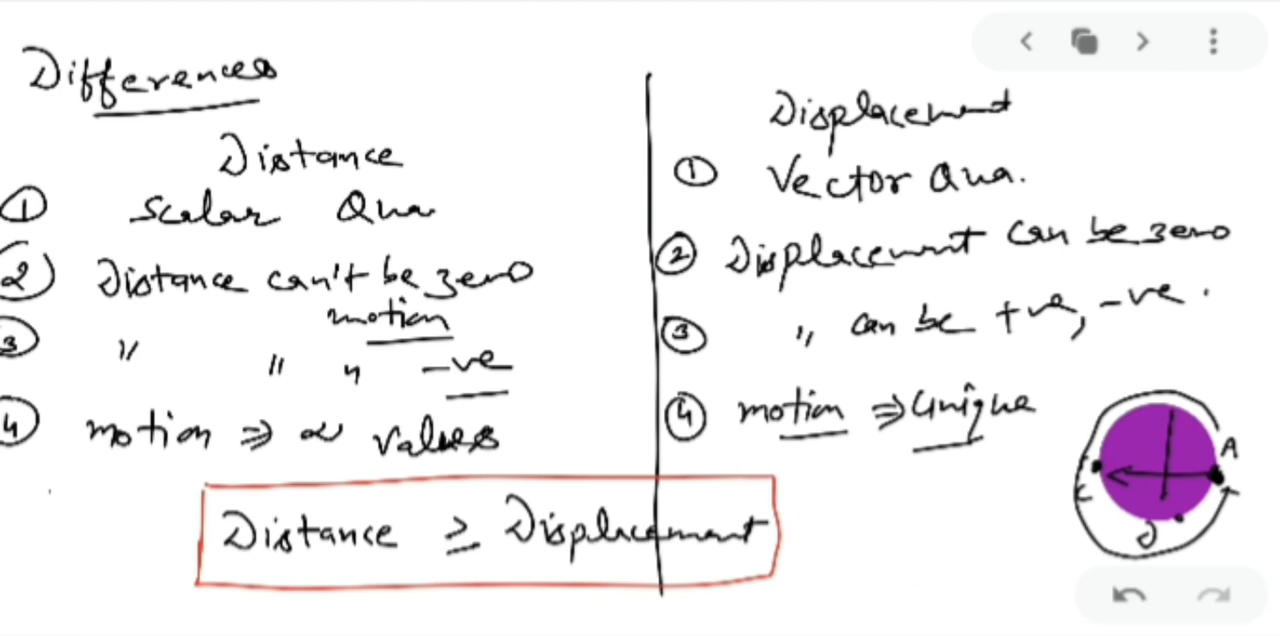 Differences
Distance
① Scalar Qua
② Distance can't be zero
motion
③ " " " -ve
④ motion ⇒ ∞ values
Displacement
① Vector Qua.
② Displacement can be zero
③ " can be +ve, -ve.
④ motion ⇒ Unique
A
C
D
Distance ≥ Displacement